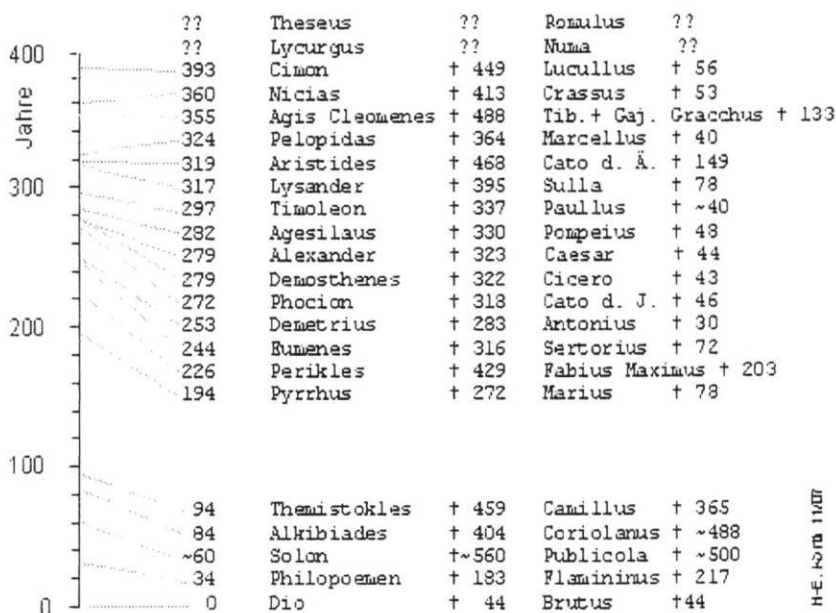 ?? Theseus ?? Romulus ??
?? Lycurgus ?? Numa ??
400
393 Cimon † 449 Lucullus † 56
360 Nicias † 413 Crassus † 53
Jahre
355 Agis Cleomenes † 488 Tib.+ Gaj. Gracchus † 133
324 Pelopidas † 364 Marcellus † 40
319 Aristides † 468 Cato d. Ä. † 149
300
317 Lysander † 395 Sulla † 78
297 Timoleon † 337 Paullus † ~40
282 Agesilaus † 330 Pompeius † 48
279 Alexander † 323 Caesar † 44
279 Demosthenes † 322 Cicero † 43
272 Phocion † 318 Cato d. J. † 46
200
253 Demetrius † 283 Antonius † 30
244 Eumenes † 316 Sertorius † 72
226 Perikles † 429 Fabius Maximus † 203
194 Pyrrhus † 272 Marius † 78
100
94 Themistokles † 459 Camillus † 365
84 Alkibiades † 404 Coriolanus † ~488
~60 Solon †~560 Publicola † ~500
34 Philopoemen † 183 Flamininus † 217
0
0 Dio † 44 Brutus †44
11/07